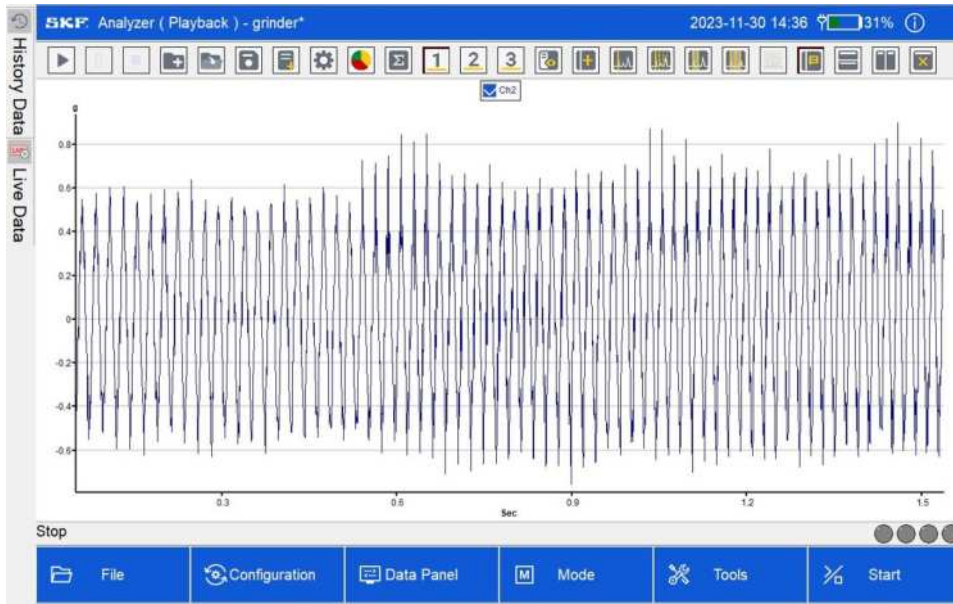 History Data
Live Data
SKF. Analyzer ( Playback ) - grinder*
2023-11-30 14:36
31%
1 2 3
Ch2
g
0.8
0.6
0.4
0.2
0
-0.2
-0.4
-0.6
0.3 0.6 0.9 1.2 1.5
Sec
Stop
File Configuration Data Panel M Mode Tools Start